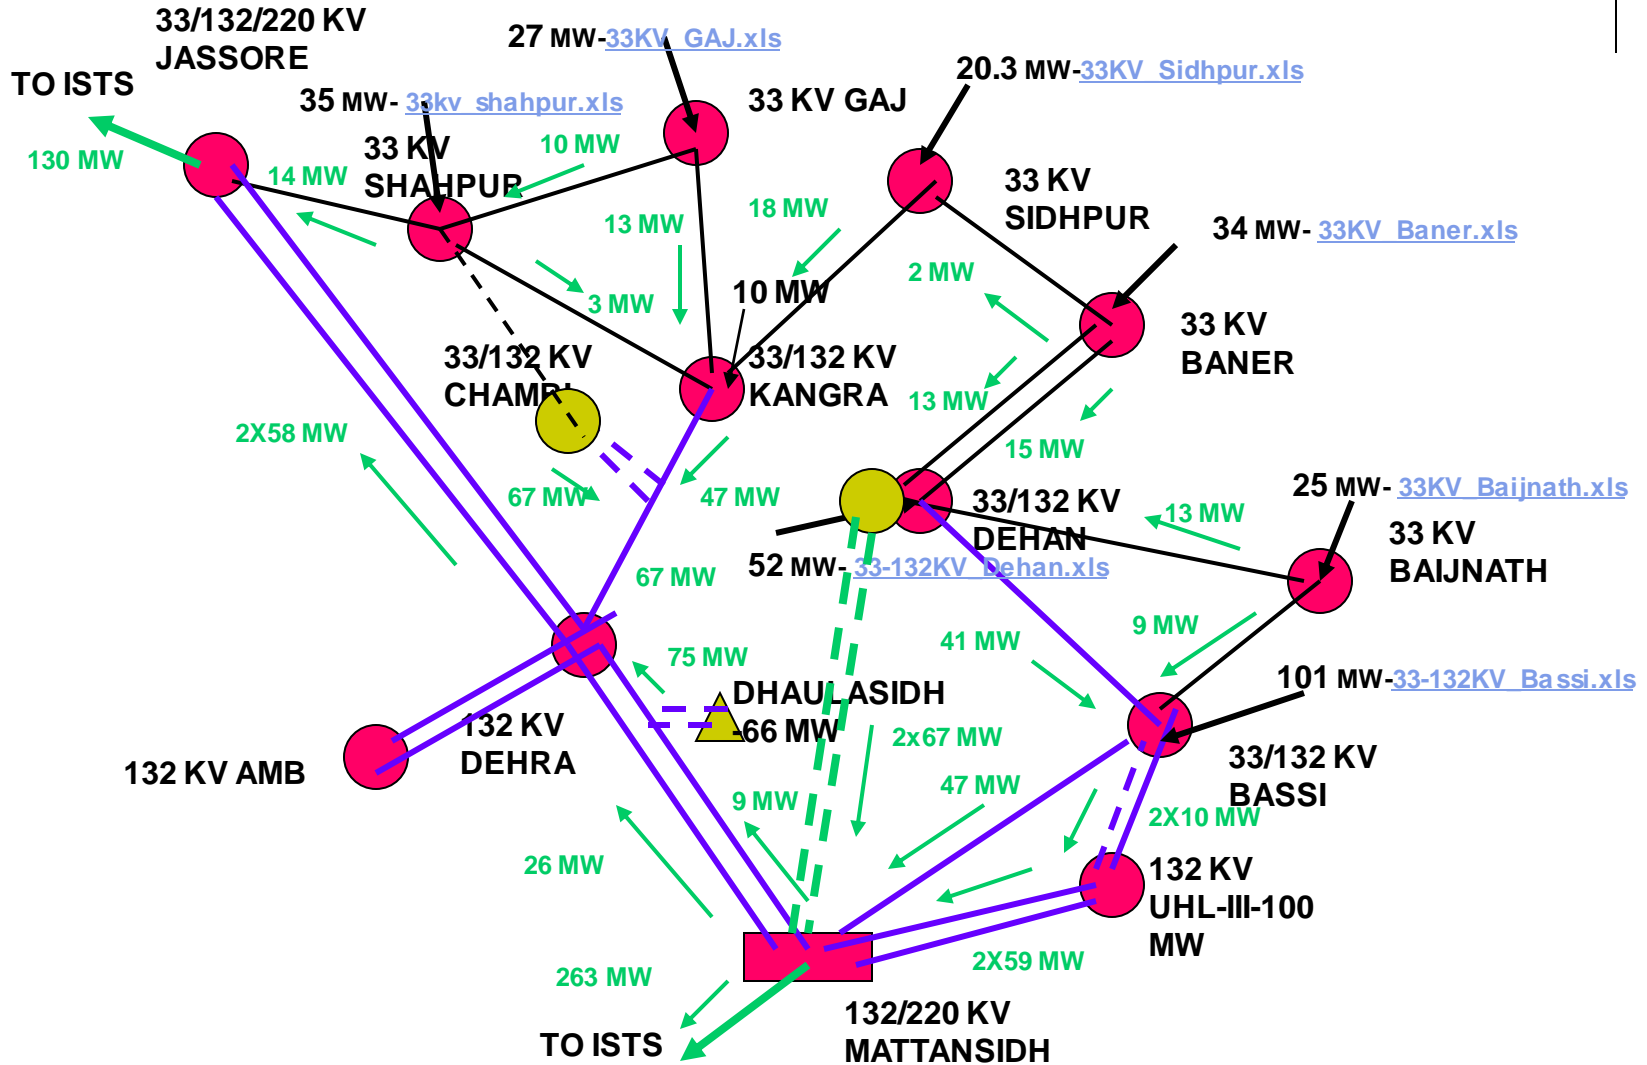 33/132/220 KV
JASSORE
27 MW-33KV_GAJ.xls
TO ISTS
20.3 MW-33KV_Sidhpur.xls
35 MW- 33kv_shahpur.xls
33 KV GAJ
130 MW
33 KV
SHAHPUR
10 MW
14 MW
33 KV
SIDHPUR
18 MW
13 MW
34 MW- 33KV_Baner.xls
2 MW
3 MW
10 MW
33 KV
BANER
33/132 KV
CHAMBI
33/132 KV
KANGRA
13 MW
2X58 MW
15 MW
67 MW
47 MW
33/132 KV
DEHAN
25 MW- 33KV_Baijnath.xls
13 MW
33 KV
BAIJNATH
52 MW- 33-132KV_Dehan.xls
67 MW
9 MW
41 MW
75 MW
101 MW-33-132KV_Bassi.xls
DHAULASIDH
-66 MW
132 KV
DEHRA
2x67 MW
132 KV AMB
33/132 KV
BASSI
47 MW
9 MW
2X10 MW
26 MW
132 KV
UHL-III-100
MW
263 MW
2X59 MW
132/220 KV
MATTANSIDH
TO ISTS